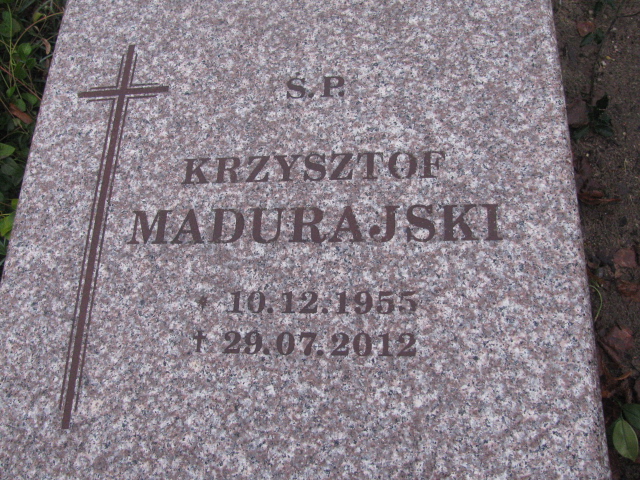 Ś.P.
KRZYSZTOF
MADURAJSKI
* 10.12.1955
† 29.07.2012